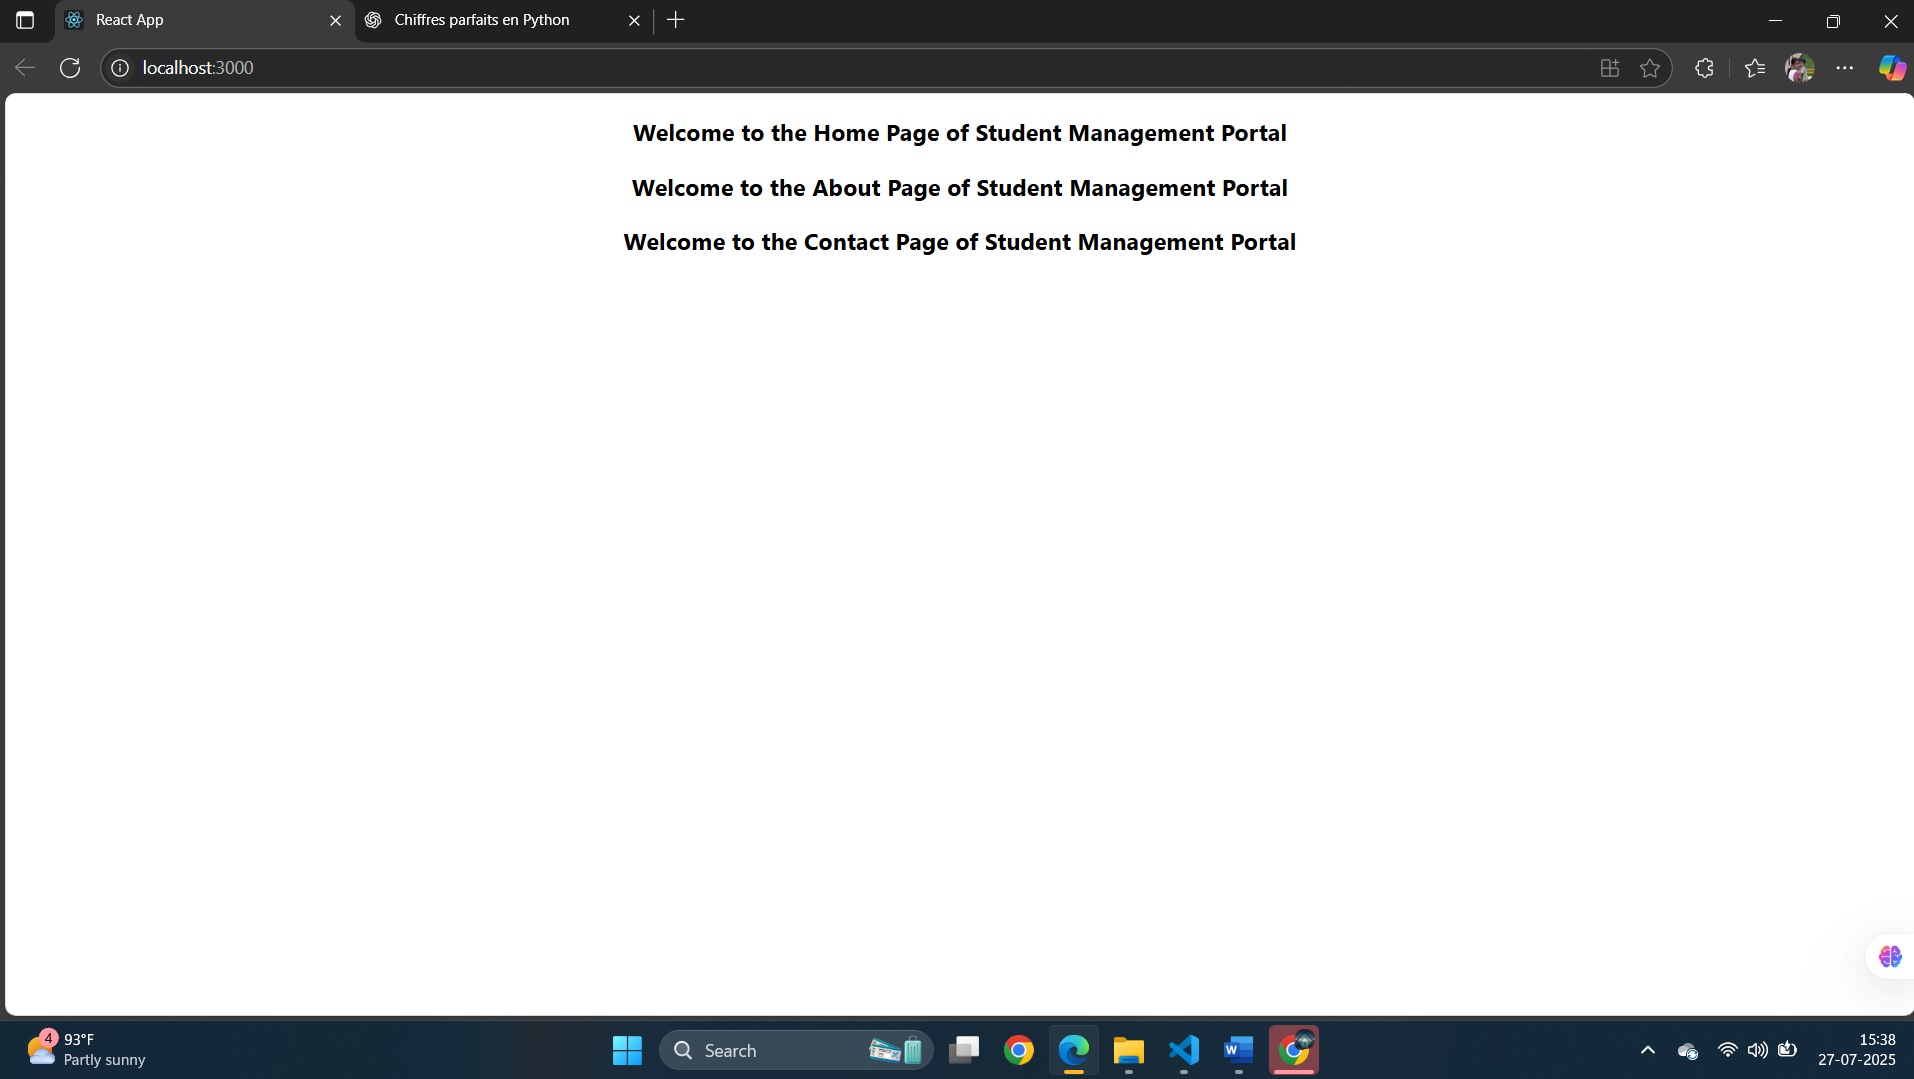 React App
Chiffres parfaits en Python
localhost:3000
Welcome to the Home Page of Student Management Portal
Welcome to the About Page of Student Management Portal
Welcome to the Contact Page of Student Management Portal
4
93°F
Partly sunny
Search
W
15:38
27-07-2025